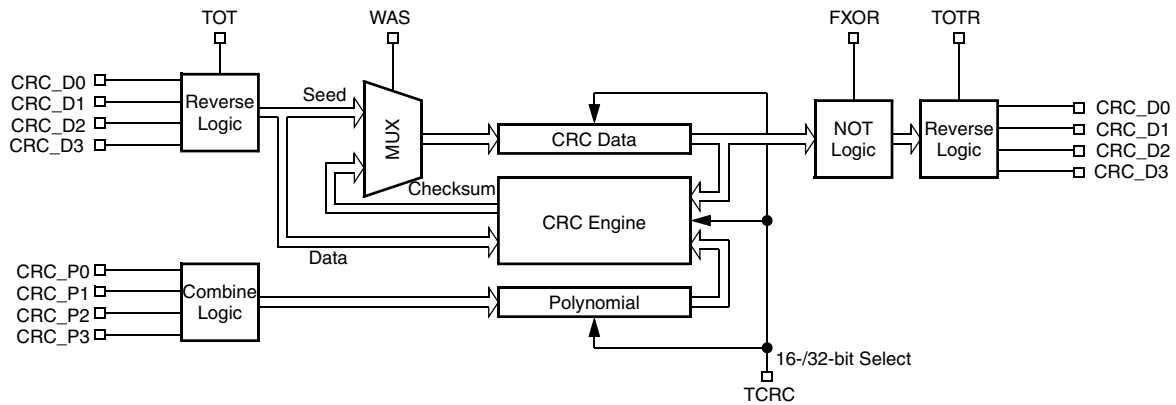 TOT
WAS
FXOR
TOTR
CRC_D0
CRC_D1
CRC_D2
CRC_D3
Reverse
Logic
Seed
MUX
CRC Data
NOT
Logic
Reverse
Logic
CRC_D0
CRC_D1
CRC_D2
CRC_D3
Checksum
CRC Engine
Data
CRC_P0
CRC_P1
CRC_P2
CRC_P3
Combine
Logic
Polynomial
16-/32-bit Select
TCRC